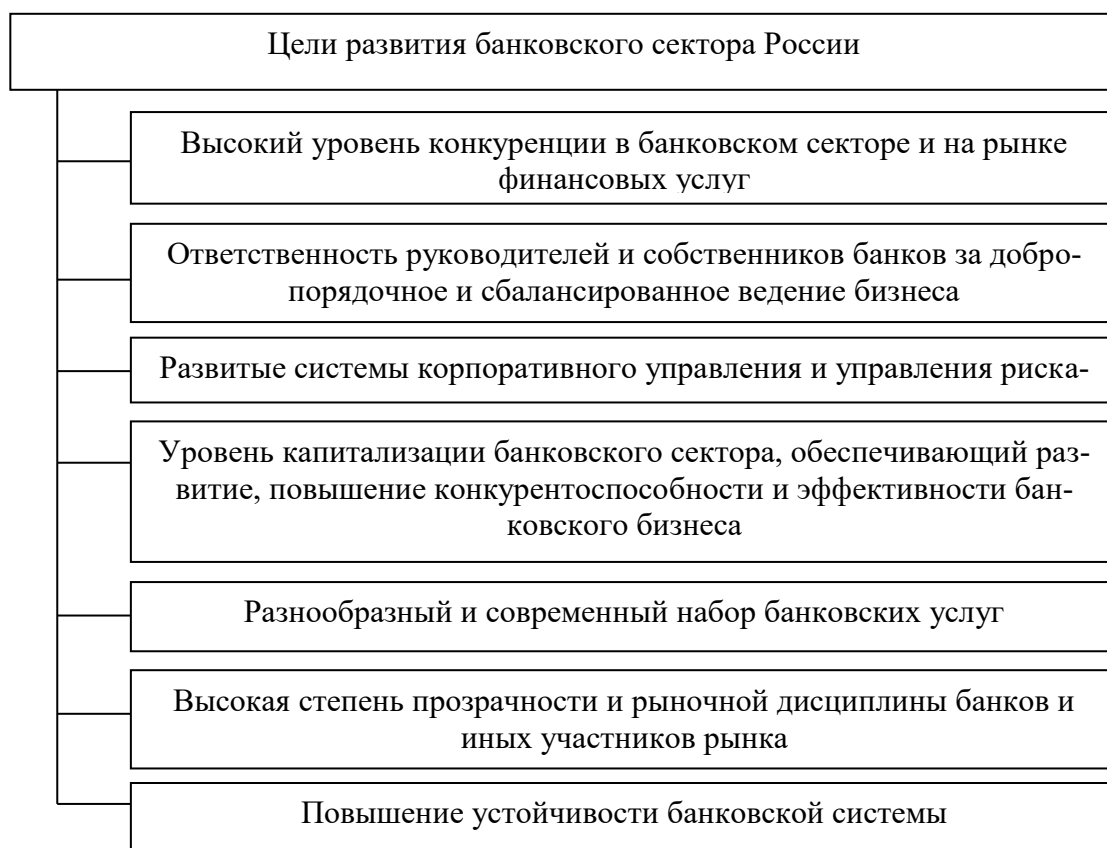 Цели развития банковского сектора России
Высокий уровень конкуренции в банковском секторе и на рынке
финансовых услуг
Ответственность руководителей и собственников банков за добро-
порядочное и сбалансированное ведение бизнеса
Развитые системы корпоративного управления и управления риска-
Уровень капитализации банковского сектора, обеспечивающий раз-
витие, повышение конкурентоспособности и эффективности бан-
ковского бизнеса
Разнообразный и современный набор банковских услуг
Высокая степень прозрачности и рыночной дисциплины банков и
иных участников рынка
Повышение устойчивости банковской системы